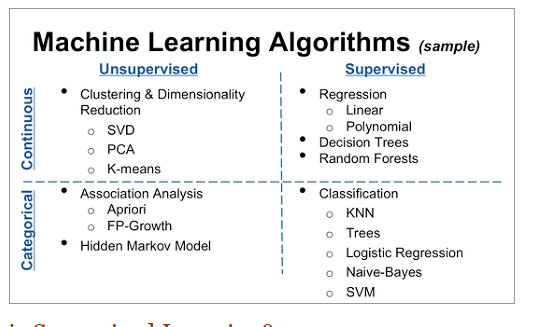 Machine Learning Algorithms (sample)
Unsupervised
Supervised
Continuous
Clustering & Dimensionality
Reduction
SVD
PCA
K-means
Regression
Linear
Polynomial
Decision Trees
Random Forests
Categorical
Association Analysis
Apriori
FP-Growth
Hidden Markov Model
Classification
KNN
Trees
Logistic Regression
Naive-Bayes
SVM